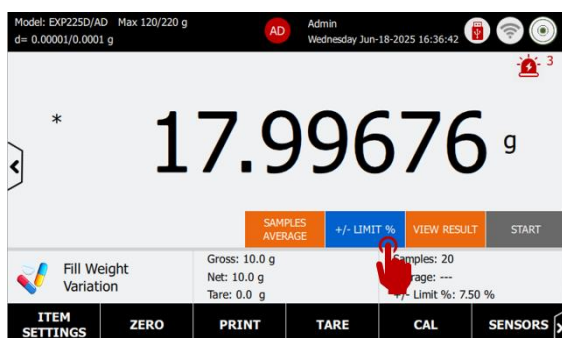 Model: EXP225D/AD Max 120/220 g
d= 0.00001/0.0001 g
AD
Admin
Wednesday Jun-18-2025 16:36:42
3
*
17.99676 g
SAMPLES
AVERAGE
+/- LIMIT %
VIEW RESULT
START
Fill Weight
Variation
Gross: 10.0 g
Net: 10.0 g
Tare: 0.0 g
Samples: 20
rage: ---
+/- Limit %: 7.50 %
ITEM
SETTINGS
ZERO
PRINT
TARE
CAL
SENSORS